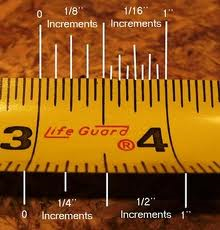 0 1/8" 1/16" 1"
Increments Increments
3 Life Guard ® 4
1/4" 1/2"
0 Increments Increments 1"